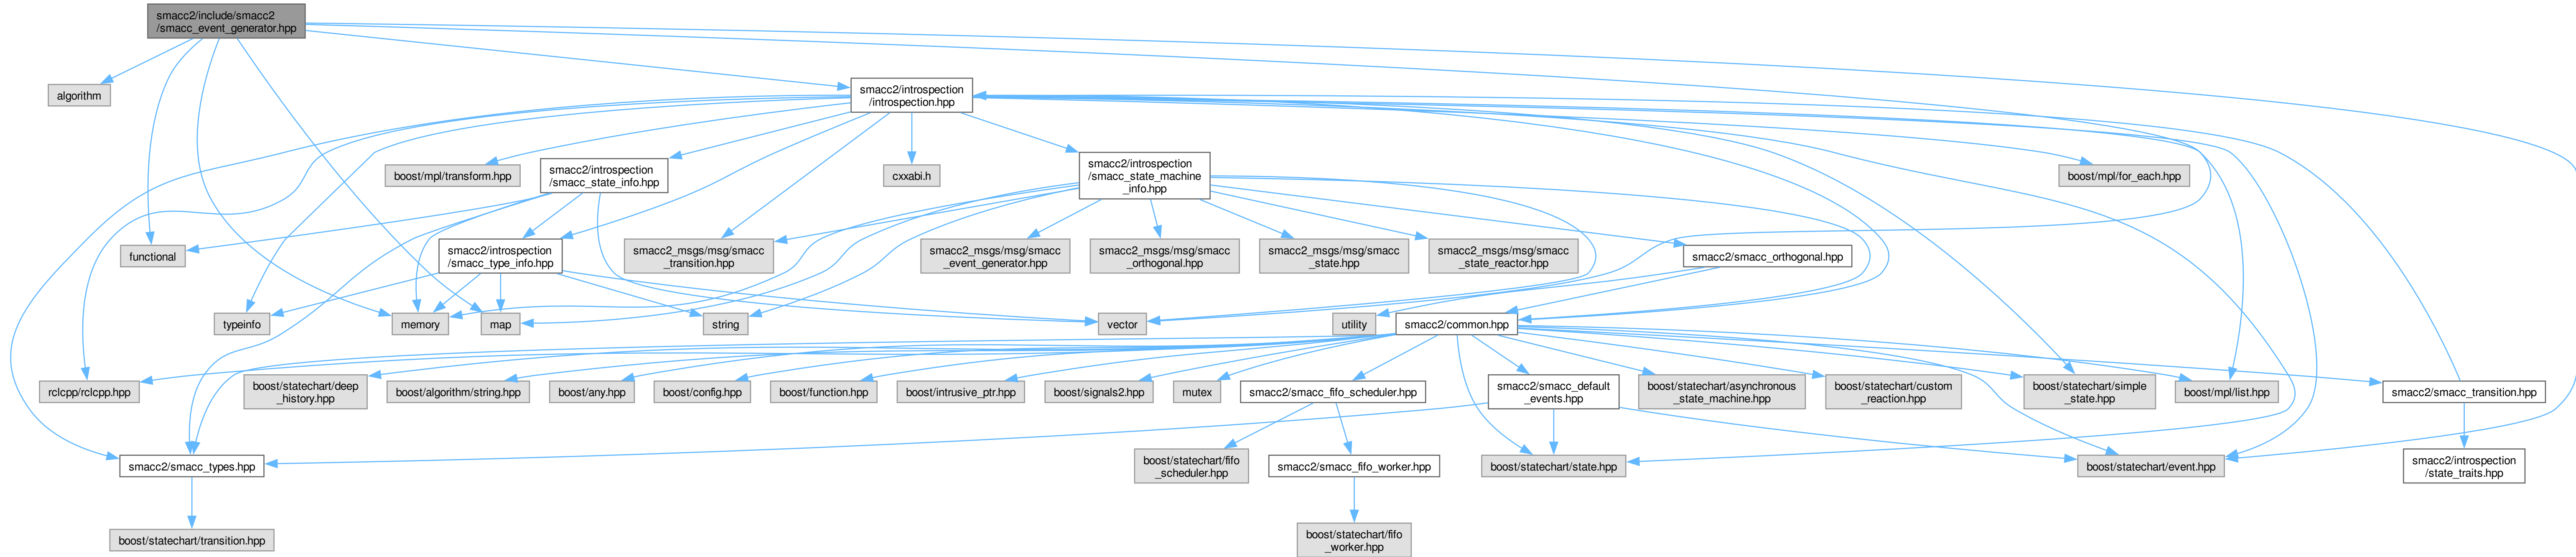 smacc2/include/smacc2
/smacc_event_generator.hpp
algorithm
smacc2/introspection
/introspection.hpp
boost/mpl/transform.hpp
smacc2/introspection
/smacc_state_info.hpp
cxxabi.h
smacc2/introspection
/smacc_state_machine
_info.hpp
boost/mpl/for_each.hpp
functional
smacc2/introspection
/smacc_type_info.hpp
smacc2_msgs/msg/smacc
_transition.hpp
smacc2_msgs/msg/smacc
_event_generator.hpp
smacc2_msgs/msg/smacc
_orthogonal.hpp
smacc2_msgs/msg/smacc
_state.hpp
smacc2_msgs/msg/smacc
_state_reactor.hpp
smacc2/smacc_orthogonal.hpp
typeinfo
memory
map
string
vector
utility
smacc2/common.hpp
rclcpp/rclcpp.hpp
boost/statechart/deep
_history.hpp
boost/algorithm/string.hpp
boost/any.hpp
boost/config.hpp
boost/function.hpp
boost/intrusive_ptr.hpp
boost/signals2.hpp
mutex
smacc2/smacc_fifo_scheduler.hpp
smacc2/smacc_default
_events.hpp
boost/statechart/asynchronous
_state_machine.hpp
boost/statechart/custom
_reaction.hpp
boost/statechart/simple
_state.hpp
boost/mpl/list.hpp
smacc2/smacc_transition.hpp
smacc2/smacc_types.hpp
boost/statechart/fifo
_scheduler.hpp
smacc2/smacc_fifo_worker.hpp
boost/statechart/state.hpp
boost/statechart/event.hpp
smacc2/introspection
/state_traits.hpp
boost/statechart/transition.hpp
boost/statechart/fifo
_worker.hpp